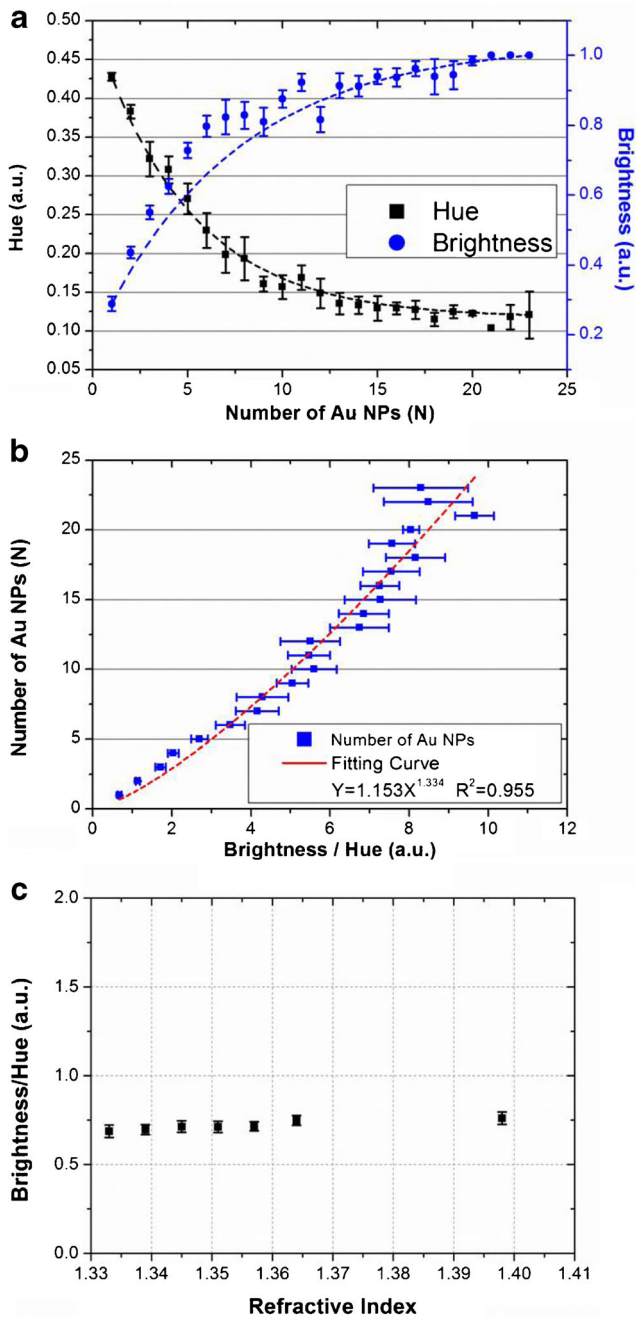 a
0.50
0.45
0.40
0.35
0.30
0.25
0.20
0.15
0.10
0.05
Hue (a.u.)
1.0
0.8
0.6
0.4
0.2
Brightness (a.u.)
Hue
Brightness
0 5 10 15 20 25
Number of Au NPs (N)
b
25
20
15
10
5
0
Number of Au NPs (N)
Number of Au NPs
Fitting Curve
Y=1.153X^1.334 R^2=0.955
0 2 4 6 8 10 12
Brightness / Hue (a.u.)
c
2.0
1.5
1.0
0.5
0.0
Brightness/Hue (a.u.)
1.33 1.34 1.35 1.36 1.37 1.38 1.39 1.40 1.41
Refractive Index